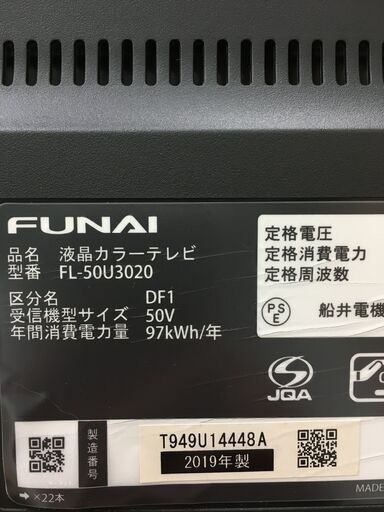 FUNAI
品名 液晶カラーテレビ
型番 FL-50U3020
区分名 DF1
受信機型サイズ 50V
年間消費電力量 97kWh/年
定格電圧
定格消費電力
定格周波数
PSE
船井電機
JQA
製造番号
T949U14448A
2019年製
➡×22本
MADE